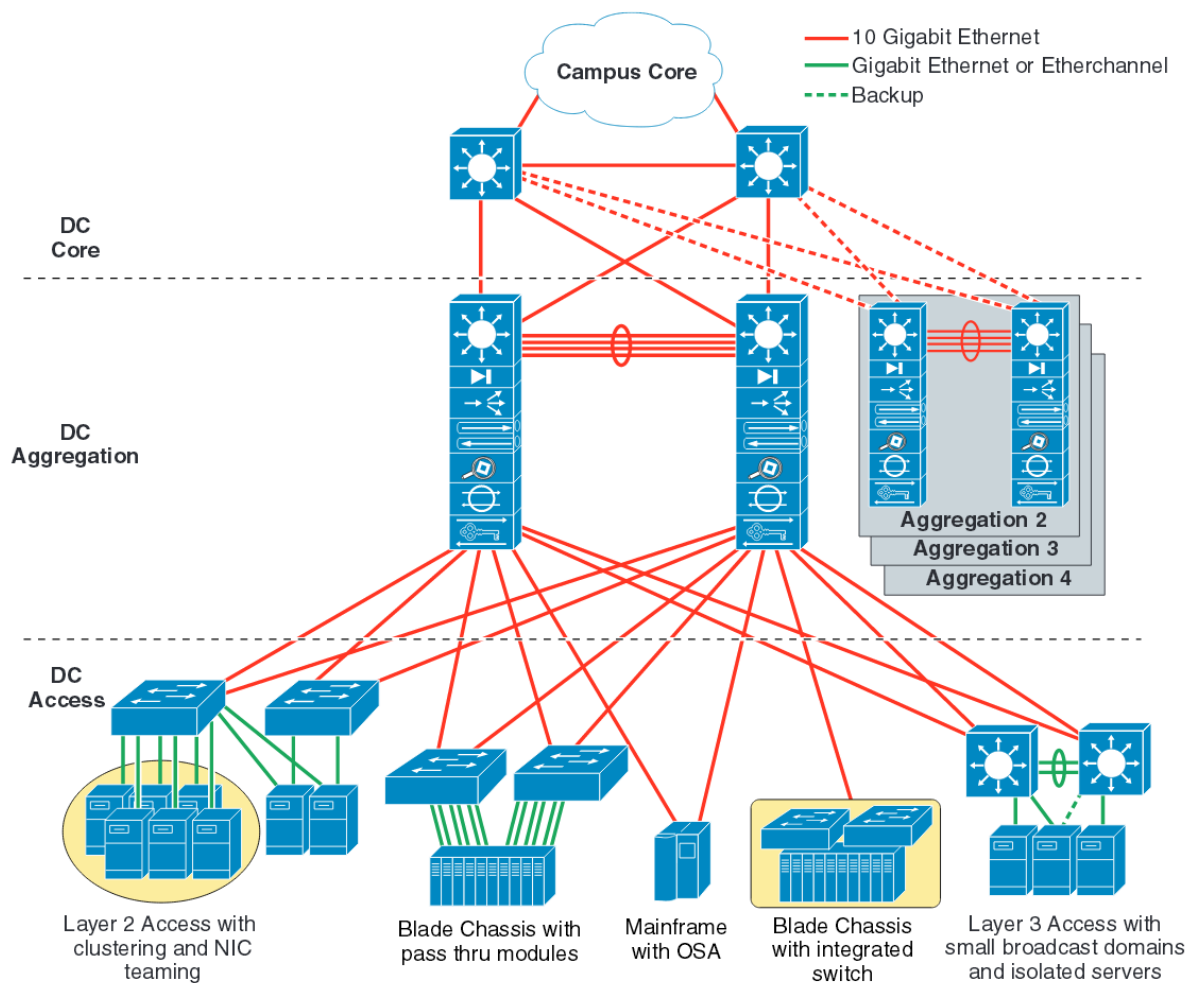 10 Gigabit Ethernet
Gigabit Ethernet or Etherchannel
Backup
Campus Core
DC
Core
DC
Aggregation
Aggregation 2
Aggregation 3
Aggregation 4
DC
Access
Layer 2 Access with
clustering and NIC
teaming
Blade Chassis with
pass thru modules
Mainframe
with OSA
Blade Chassis
with integrated
switch
Layer 3 Access with
small broadcast domains
and isolated servers